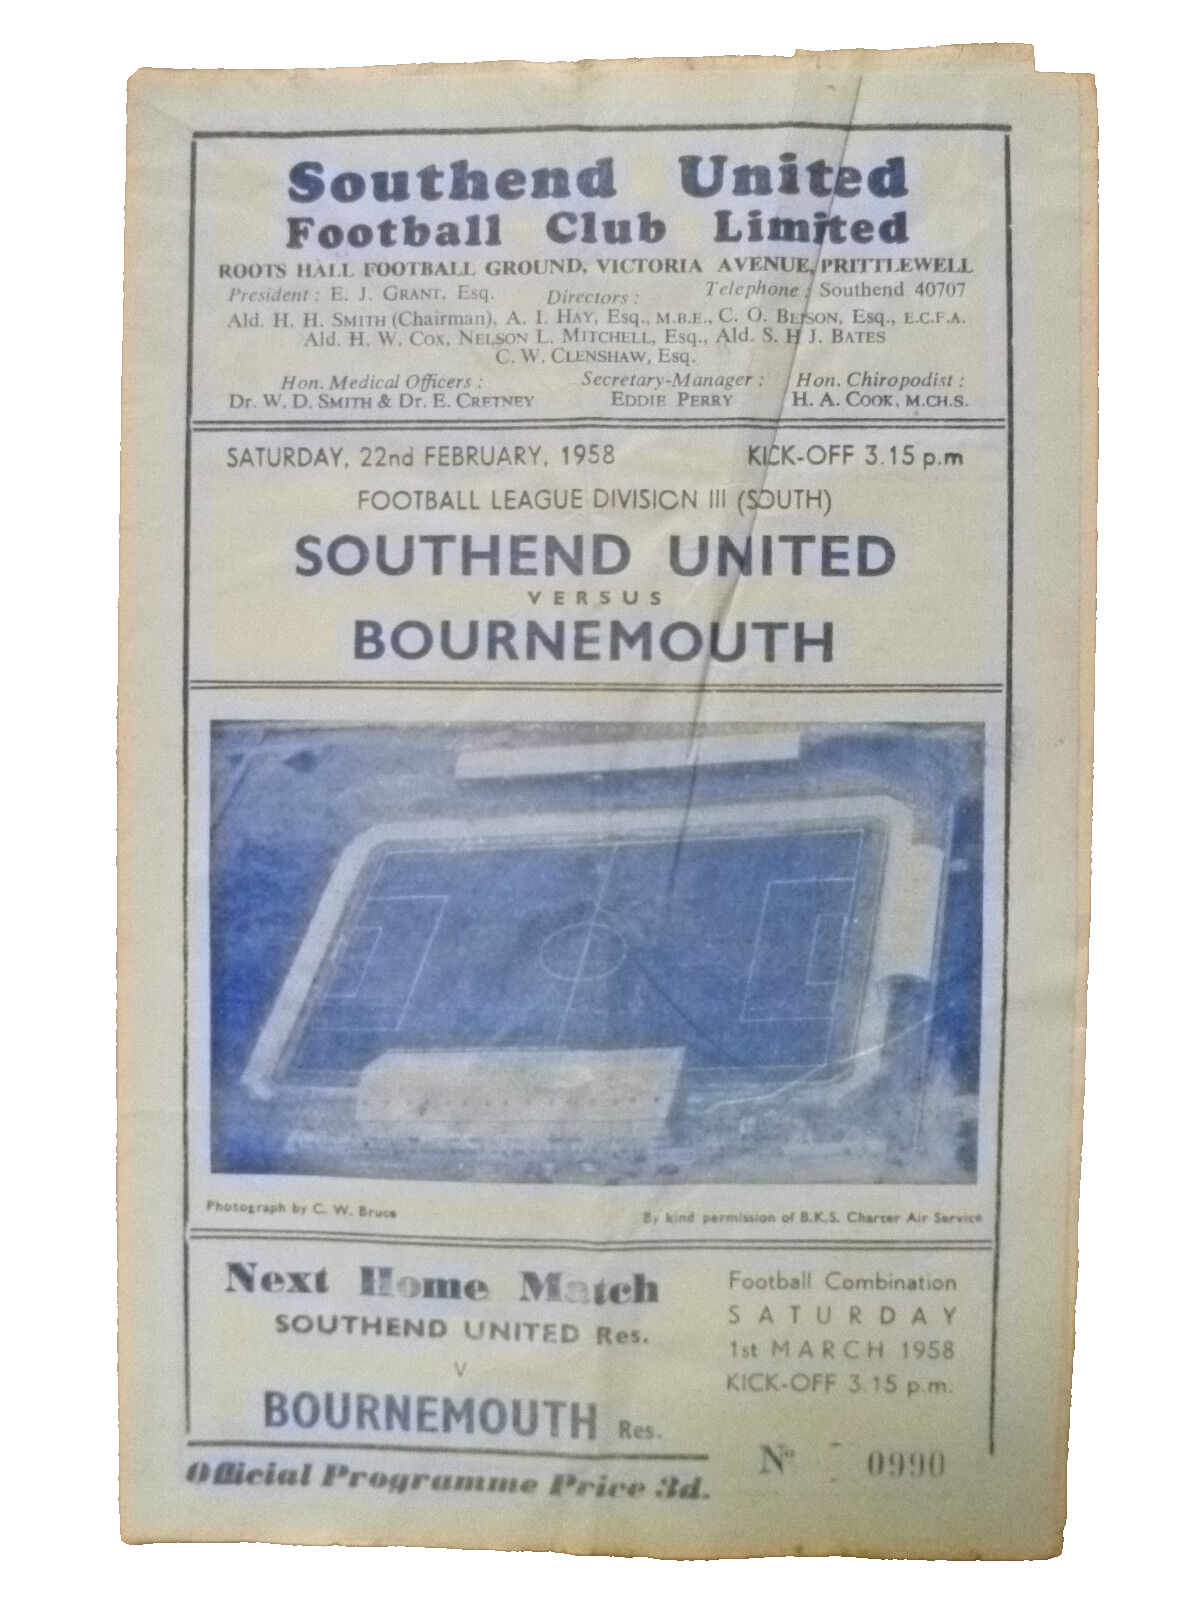 Southend United
Football Club Limited
ROOTS HALL FOOTBALL GROUND, VICTORIA AVENUE, PRITTLEWELL
President : E. J. GRANT, Esq. Directors : Telephone : Southend 40707
Ald. H. H. SMITH (Chairman), A. I. HAY, Esq., M.B.E., C. O. BEISON, Esq., E.C.F.A.
Ald. H. W. COX, NELSON L. MITCHELL, Esq., Ald. S. H J. BATES
C. W. CLENSHAW, Esq.
Hon. Medical Officers : Secretary-Manager : Hon. Chiropodist :
Dr. W. D. SMITH & Dr. E. CRETNEY EDDIE PERRY H. A. COOK, M.CH.S.
SATURDAY, 22nd FEBRUARY, 1958 KICK-OFF 3.15 p.m
FOOTBALL LEAGUE DIVISION III (SOUTH)
SOUTHEND UNITED
VERSUS
BOURNEMOUTH
Photograph by C. W. Bruce By kind permission of B.K.S. Charter Air Service
Next Home Match
SOUTHEND UNITED Res.
V
BOURNEMOUTH Res.
Football Combination
SATURDAY
1st MARCH 1958
KICK-OFF 3.15 p.m.
Official Programme Price 3d.
No 0990